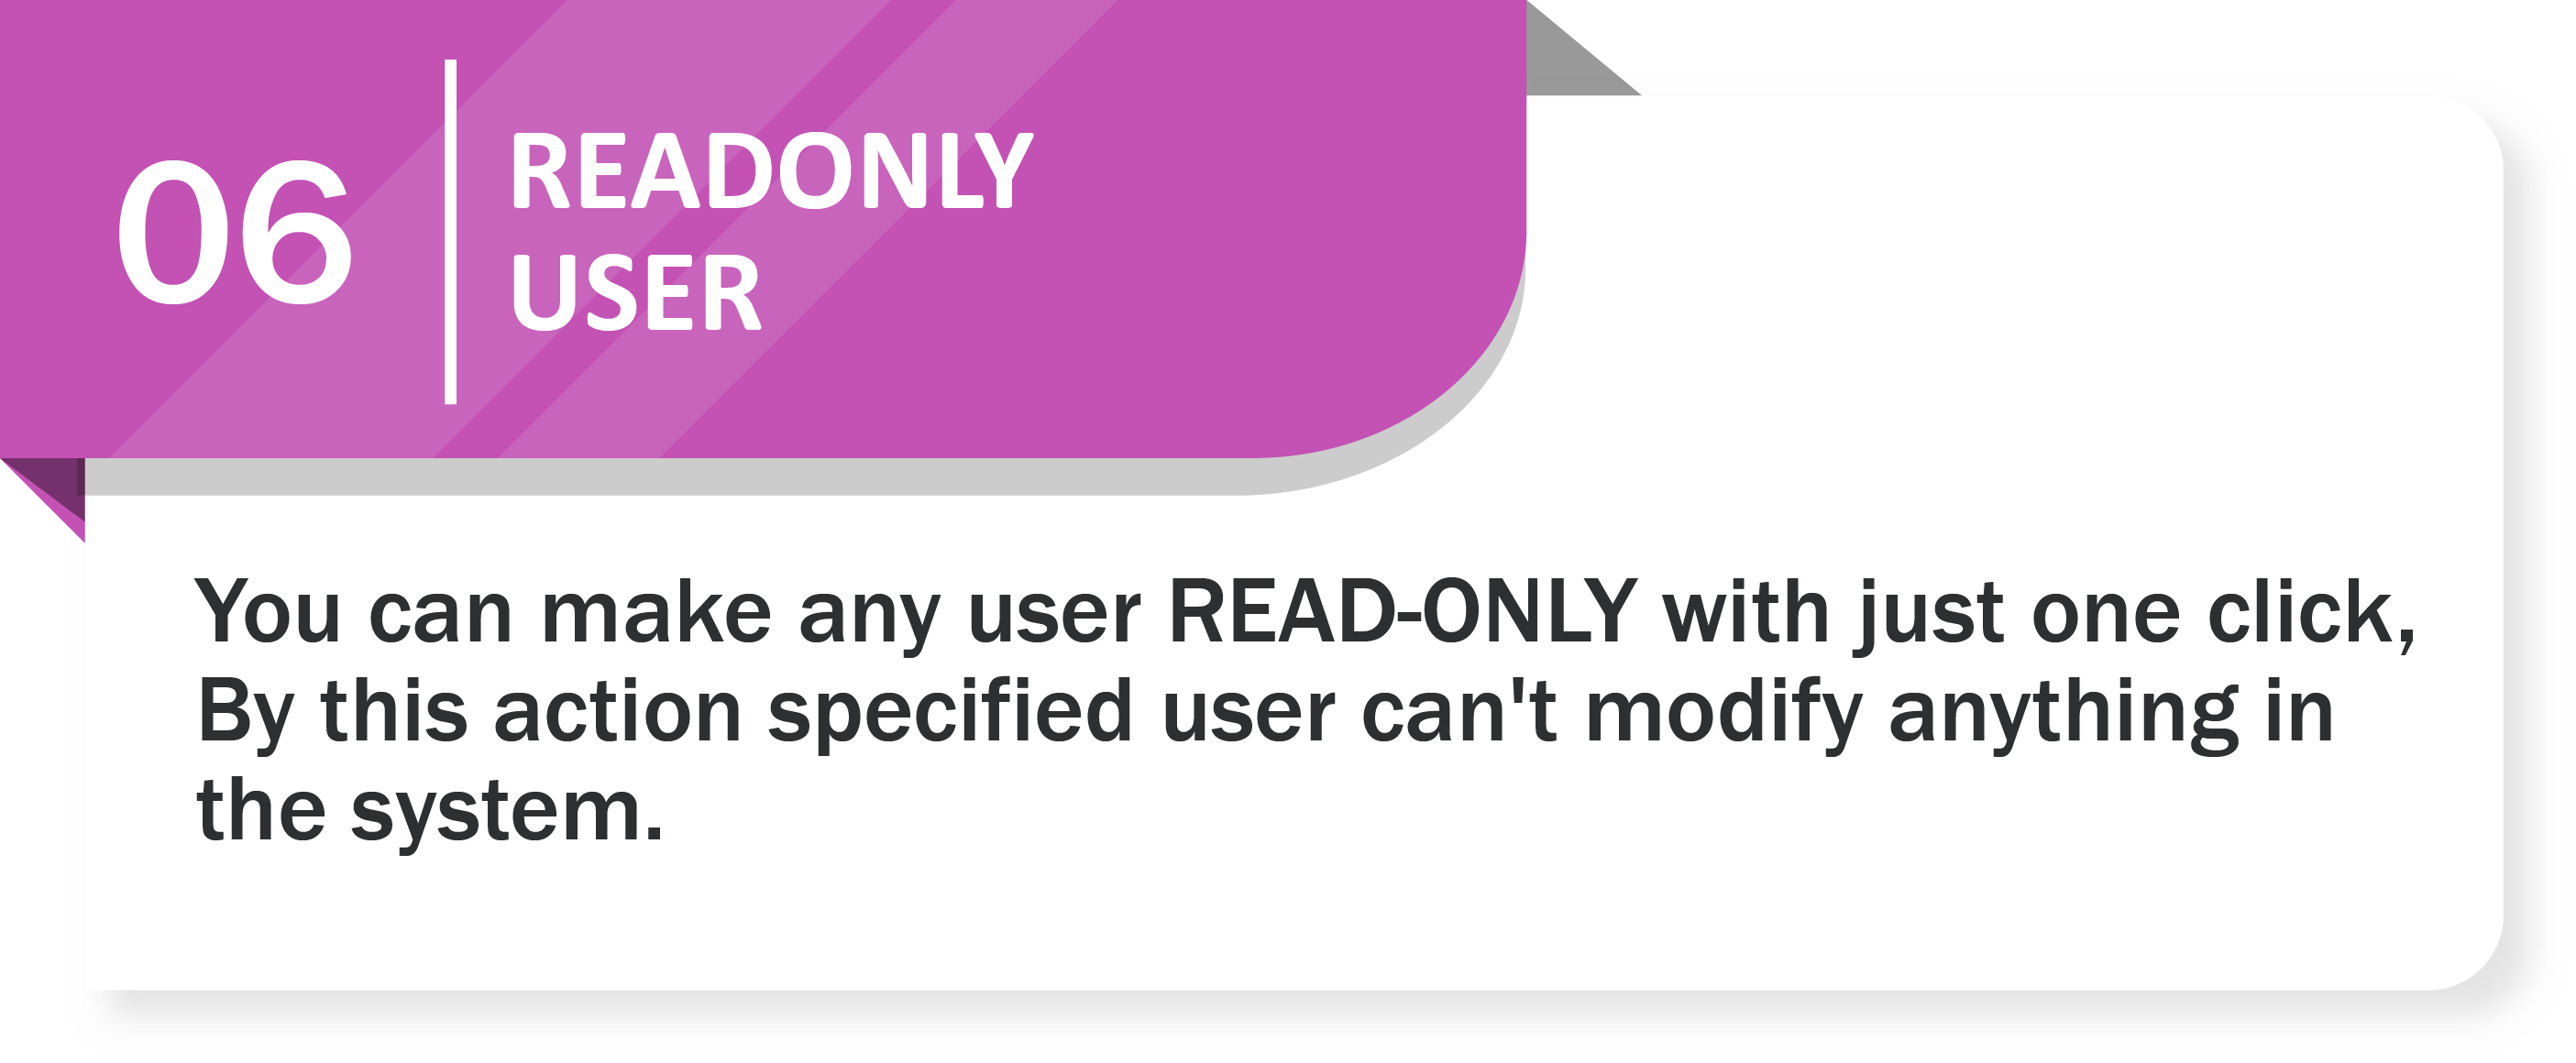 06
READONLY
USER
You can make any user READ-ONLY with just one click,
By this action specified user can't modify anything in
the system.